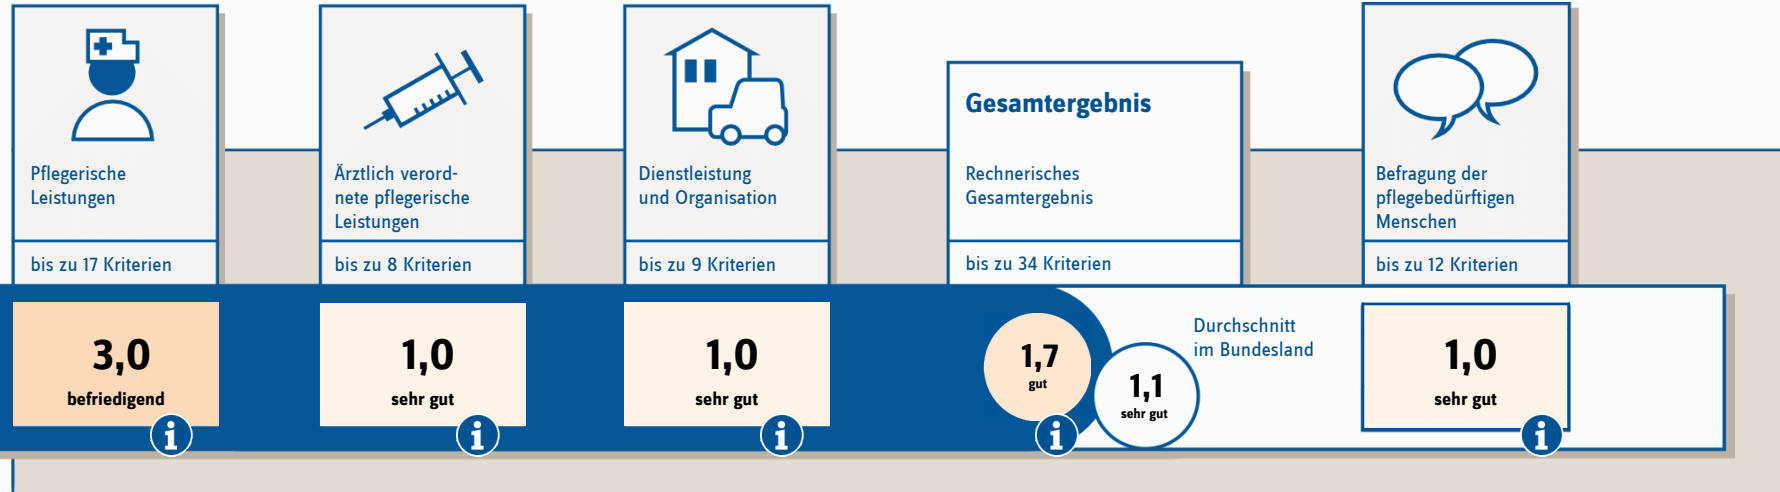 Pflegerische
Leistungen
bis zu 17 Kriterien
3,0
befriedigend
i
Ärztlich verord-
nete pflegerische
Leistungen
bis zu 8 Kriterien
1,0
sehr gut
i
Dienstleistung
und Organisation
bis zu 9 Kriterien
1,0
sehr gut
i
Gesamtergebnis
Rechnerisches
Gesamtergebnis
bis zu 34 Kriterien
1,7
gut
i
1,1
sehr gut
Durchschnitt
im Bundesland
Befragung der
pflegebedürftigen
Menschen
bis zu 12 Kriterien
1,0
sehr gut
i